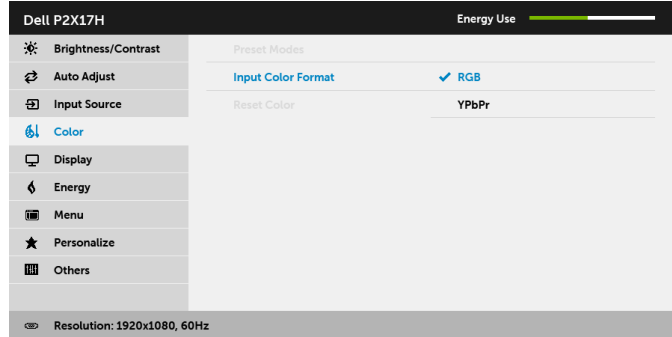 Dell P2X17H Energy Use
Brightness/Contrast Preset Modes
Auto Adjust Input Color Format RGB
Input Source Reset Color YPbPr
Color
Display
Energy
Menu
Personalize
Others
Resolution: 1920x1080, 60Hz